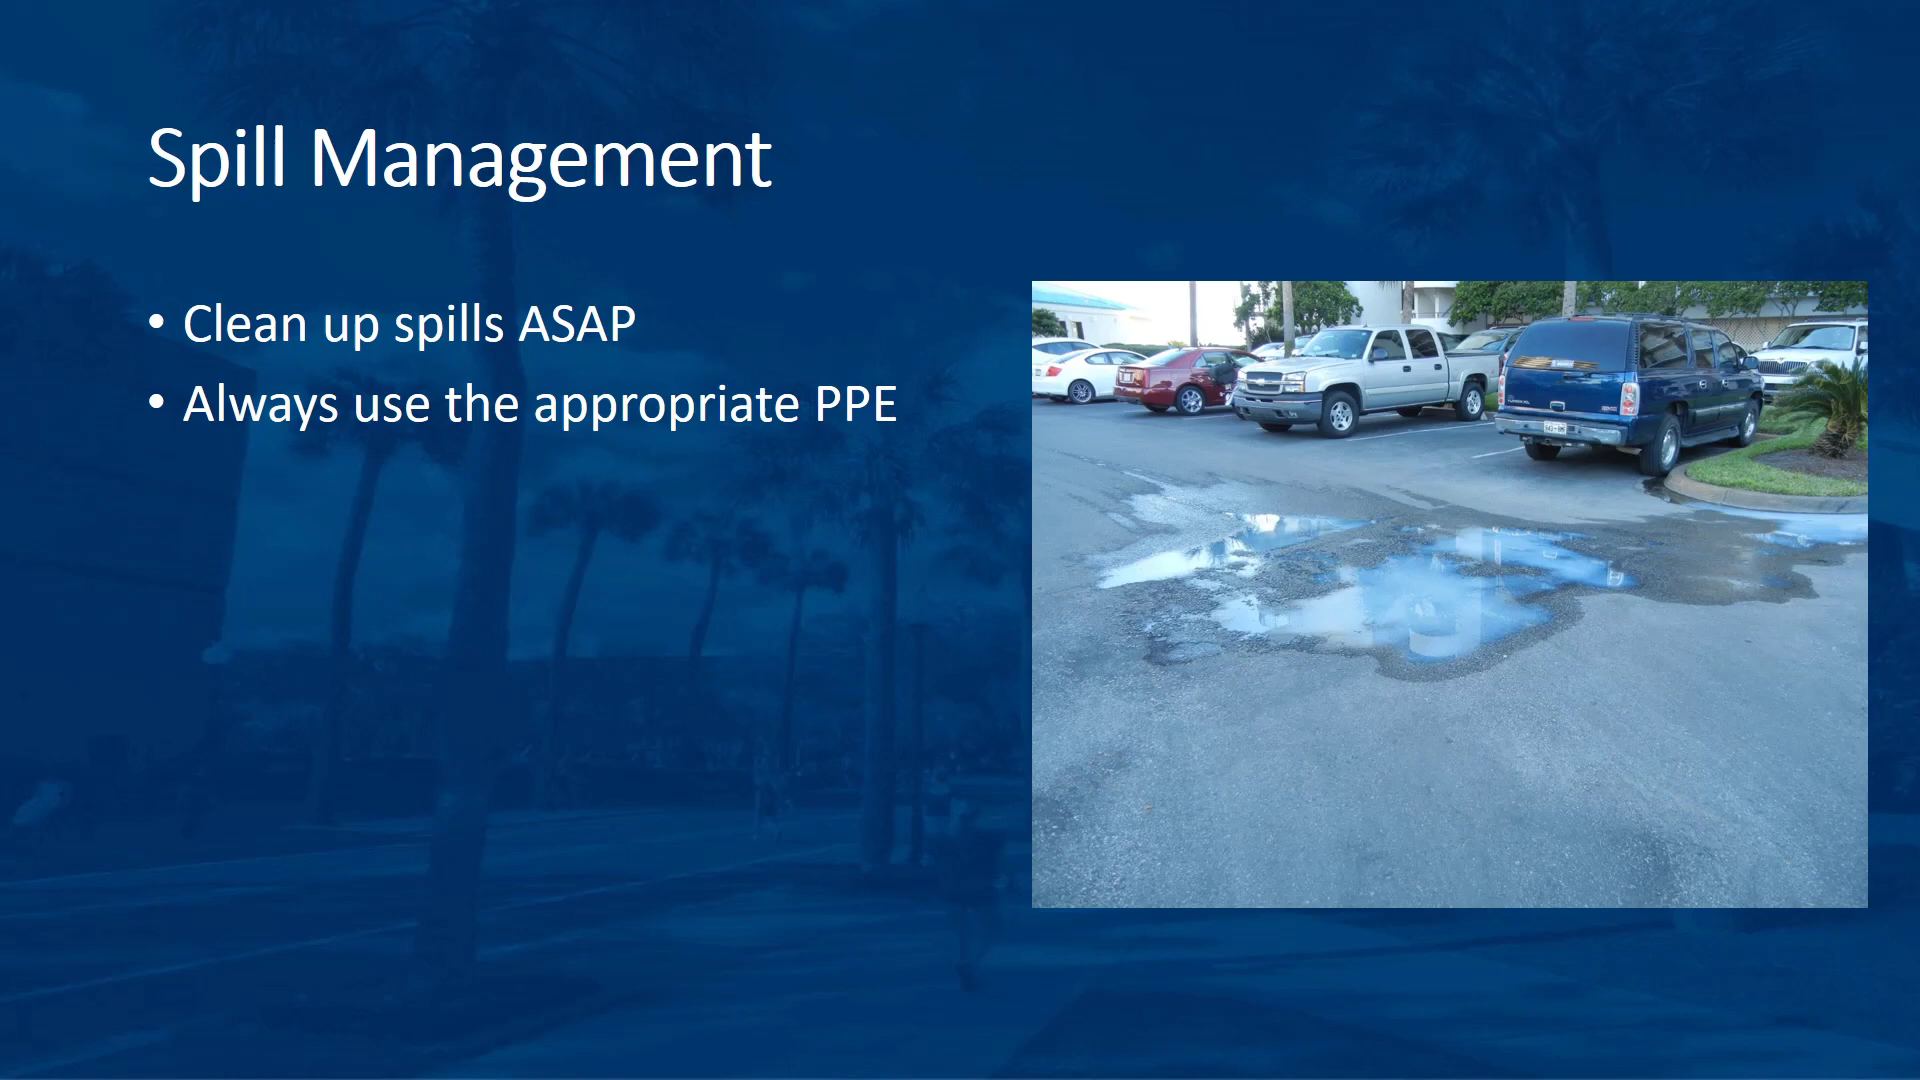 Spill Management
• Clean up spills ASAP
• Always use the appropriate PPE